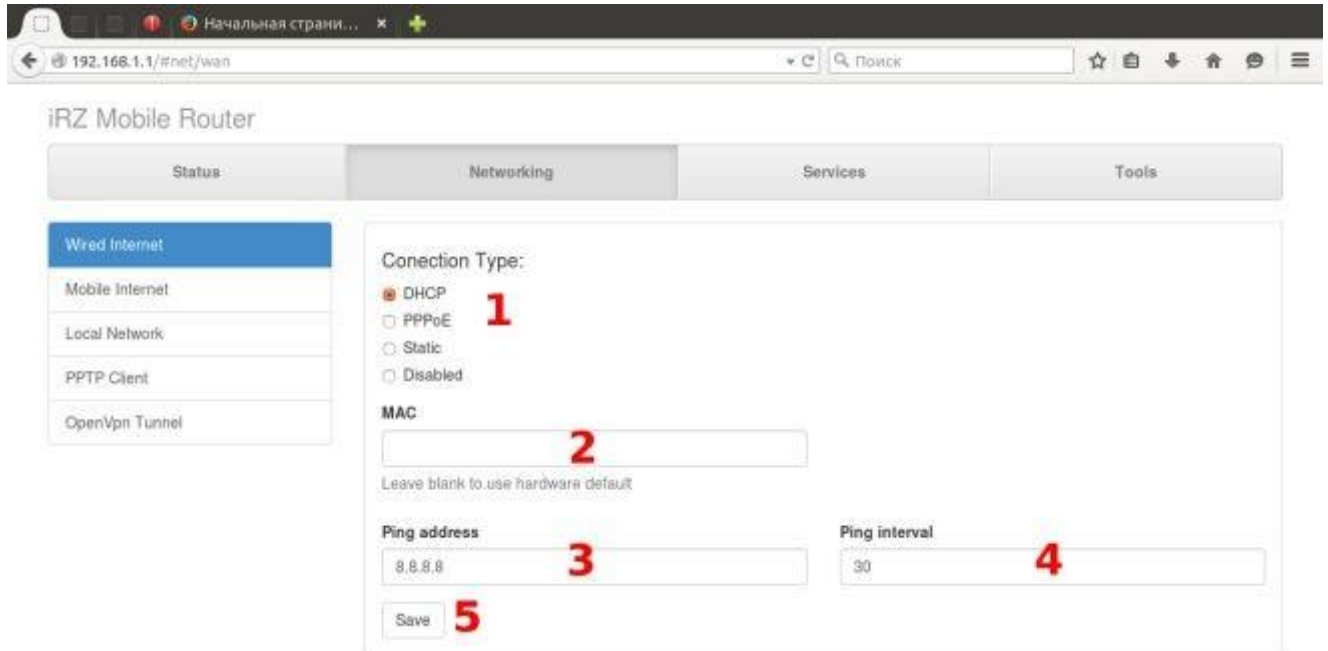 Начальная страни...
192.168.1.1/#net/wan
Поиск
iRZ Mobile Router
Status
Networking
Services
Tools
Wired Internet
Mobile Internet
Local Network
PPTP Client
OpenVpn Tunnel
Conection Type:
DHCP
PPPoE
Static
Disabled
1
MAC
2
Leave blank to use hardware default
Ping address
8.8.8.8
3
Ping interval
30
4
Save
5